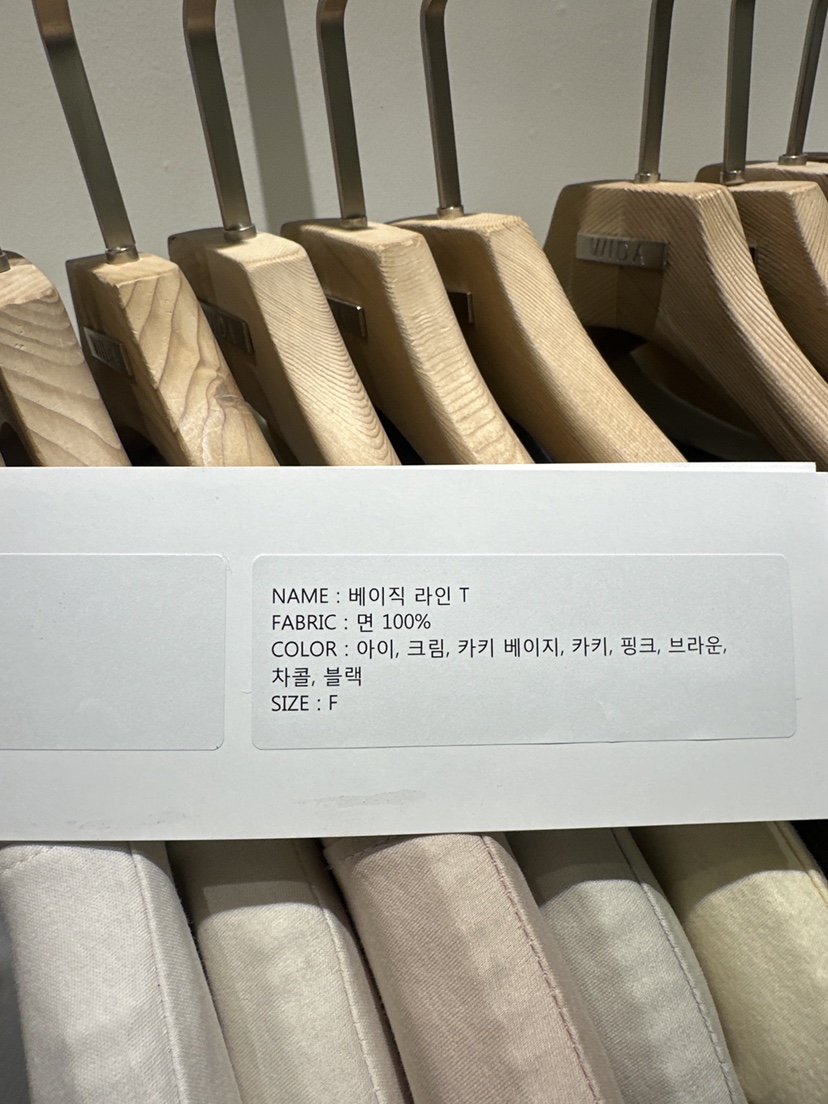 WICA
NAME : 베이직 라인 T
FABRIC : 면 100%
COLOR : 아이, 크림, 카키 베이지, 카키, 핑크, 브라운,
차콜, 블랙
SIZE : F